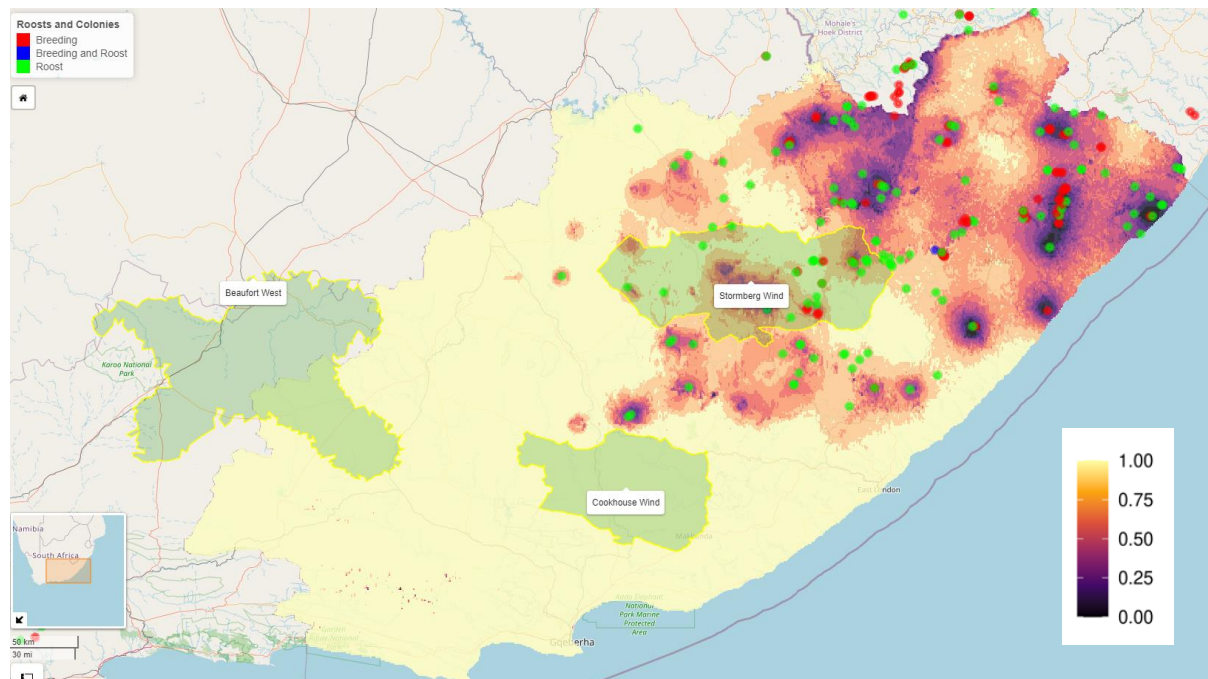 Roosts and Colonies
Breeding
Breeding and Roost
Roost
Mohale's
Hoek District
Beaufort West
Stormberg Wind
Karoo National
Park
Cookhouse Wind
East London
Makhanda
1.00
0.75
0.50
0.25
0.00
Namibia
South Africa
Addo Elephant
National
Park Marine
Protected
Area
Garden
Gqeberha
50 km
30 mi